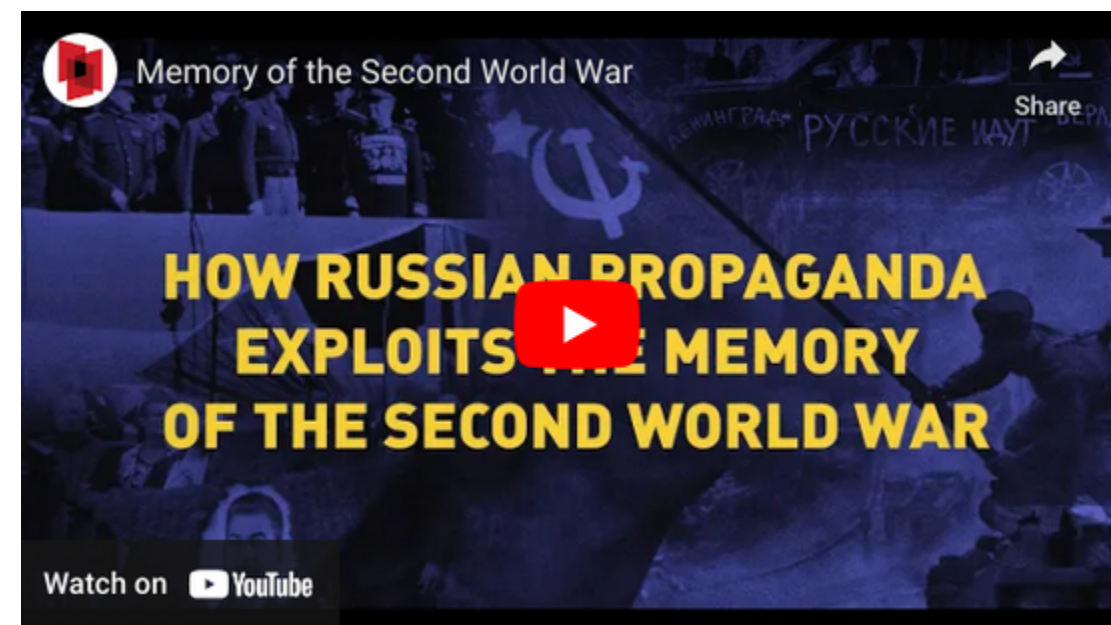 Memory of the Second World War
Share
ЛЕНИНГРАД
РУССКИЕ ИДУТ
HOW RUSSIAN PROPAGANDA
EXPLOITS THE MEMORY
OF THE SECOND WORLD WAR
Watch on YouTube